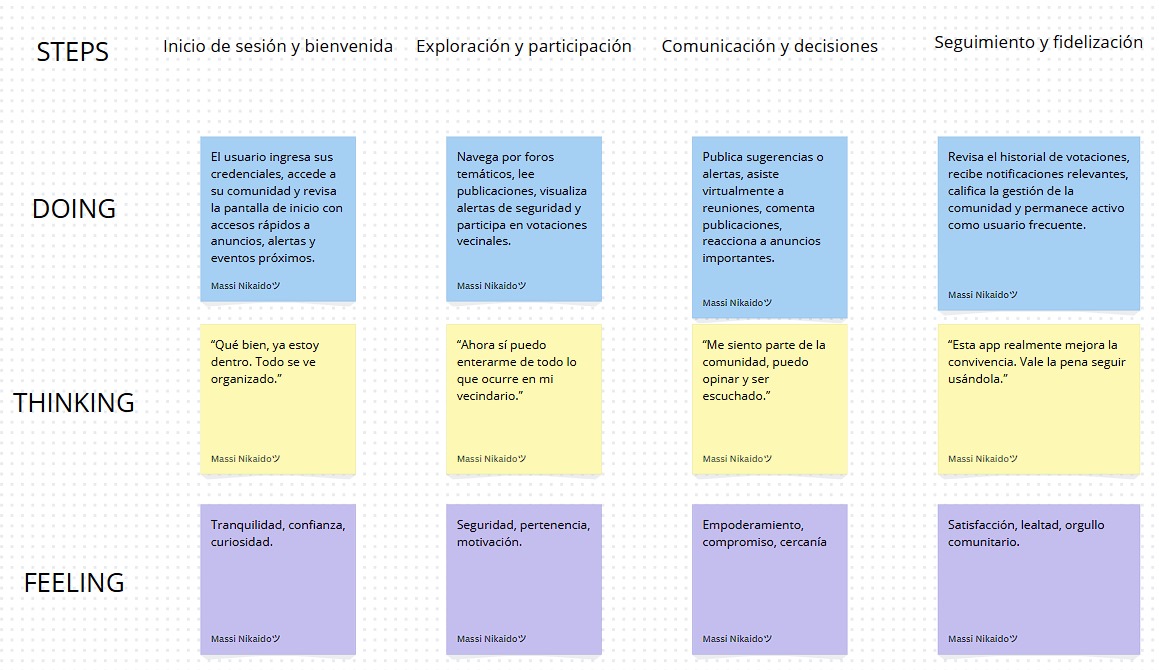 STEPS
Inicio de sesión y bienvenida
Exploración y participación
Comunicación y decisiones
Seguimiento y fidelización
DOING
El usuario ingresa sus
credenciales, accede a
su comunidad y revisa
la pantalla de inicio con
accesos rápidos a
anuncios, alertas y
eventos próximos.
Massi Nikaidoツ
Navega por foros
temáticos, lee
publicaciones, visualiza
alertas de seguridad y
participa en votaciones
vecinales.
Massi Nikaidoツ
Publica sugerencias o
alertas, asiste
virtualmente a
reuniones, comenta
publicaciones,
reacciona a anuncios
importantes.
Massi Nikaidoツ
Revisa el historial de votaciones,
recibe notificaciones relevantes,
califica la gestión de la
comunidad y permanece activo
como usuario frecuente.
Massi Nikaidoツ
THINKING
“Qué bien, ya estoy
dentro. Todo se ve
organizado.”
Massi Nikaidoツ
“Ahora sí puedo
enterarme de todo lo
que ocurre en mi
vecindario.”
Massi Nikaidoツ
“Me siento parte de la
comunidad, puedo
opinar y ser
escuchado.”
Massi Nikaidoツ
“Esta app realmente mejora la
convivencia. Vale la pena seguir
usándola.”
Massi Nikaidoツ
FEELING
Tranquilidad, confianza,
curiosidad.
Massi Nikaidoツ
Seguridad, pertenencia,
motivación.
Massi Nikaidoツ
Empoderamiento,
compromiso, cercanía
Massi Nikaidoツ
Satisfacción, lealtad, orgullo
comunitario.
Massi Nikaidoツ